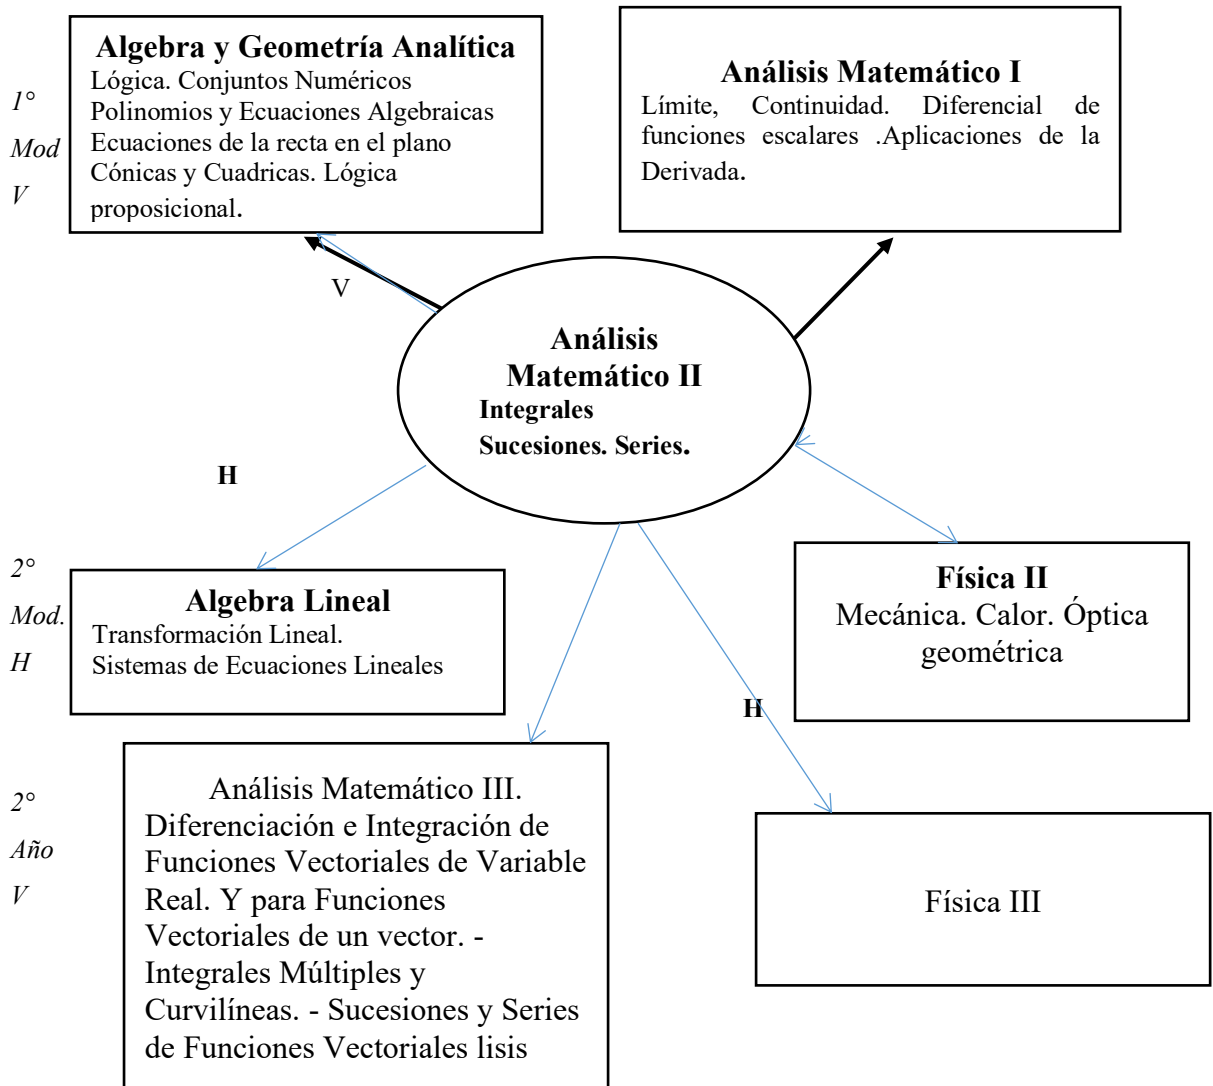 Algebra y Geometría Analítica
Lógica. Conjuntos Numéricos
Polinomios y Ecuaciones Algebraicas
Ecuaciones de la recta en el plano
Cónicas y Cuadricas. Lógica
proposicional.
1°
Mod
V
Análisis Matemático I
Límite, Continuidad. Diferencial de
funciones escalares .Aplicaciones de la
Derivada.
V
Análisis
Matemático II
Integrales
Sucesiones. Series.
H
2°
Mod.
H
Algebra Lineal
Transformación Lineal.
Sistemas de Ecuaciones Lineales
Física II
Mecánica. Calor. Óptica
geométrica
H
2°
Año
V
Análisis Matemático III.
Diferenciación e Integración de
Funciones Vectoriales de Variable
Real. Y para Funciones
Vectoriales de un vector. -
Integrales Múltiples y
Curvilíneas. - Sucesiones y Series
de Funciones Vectoriales lisis
Física III